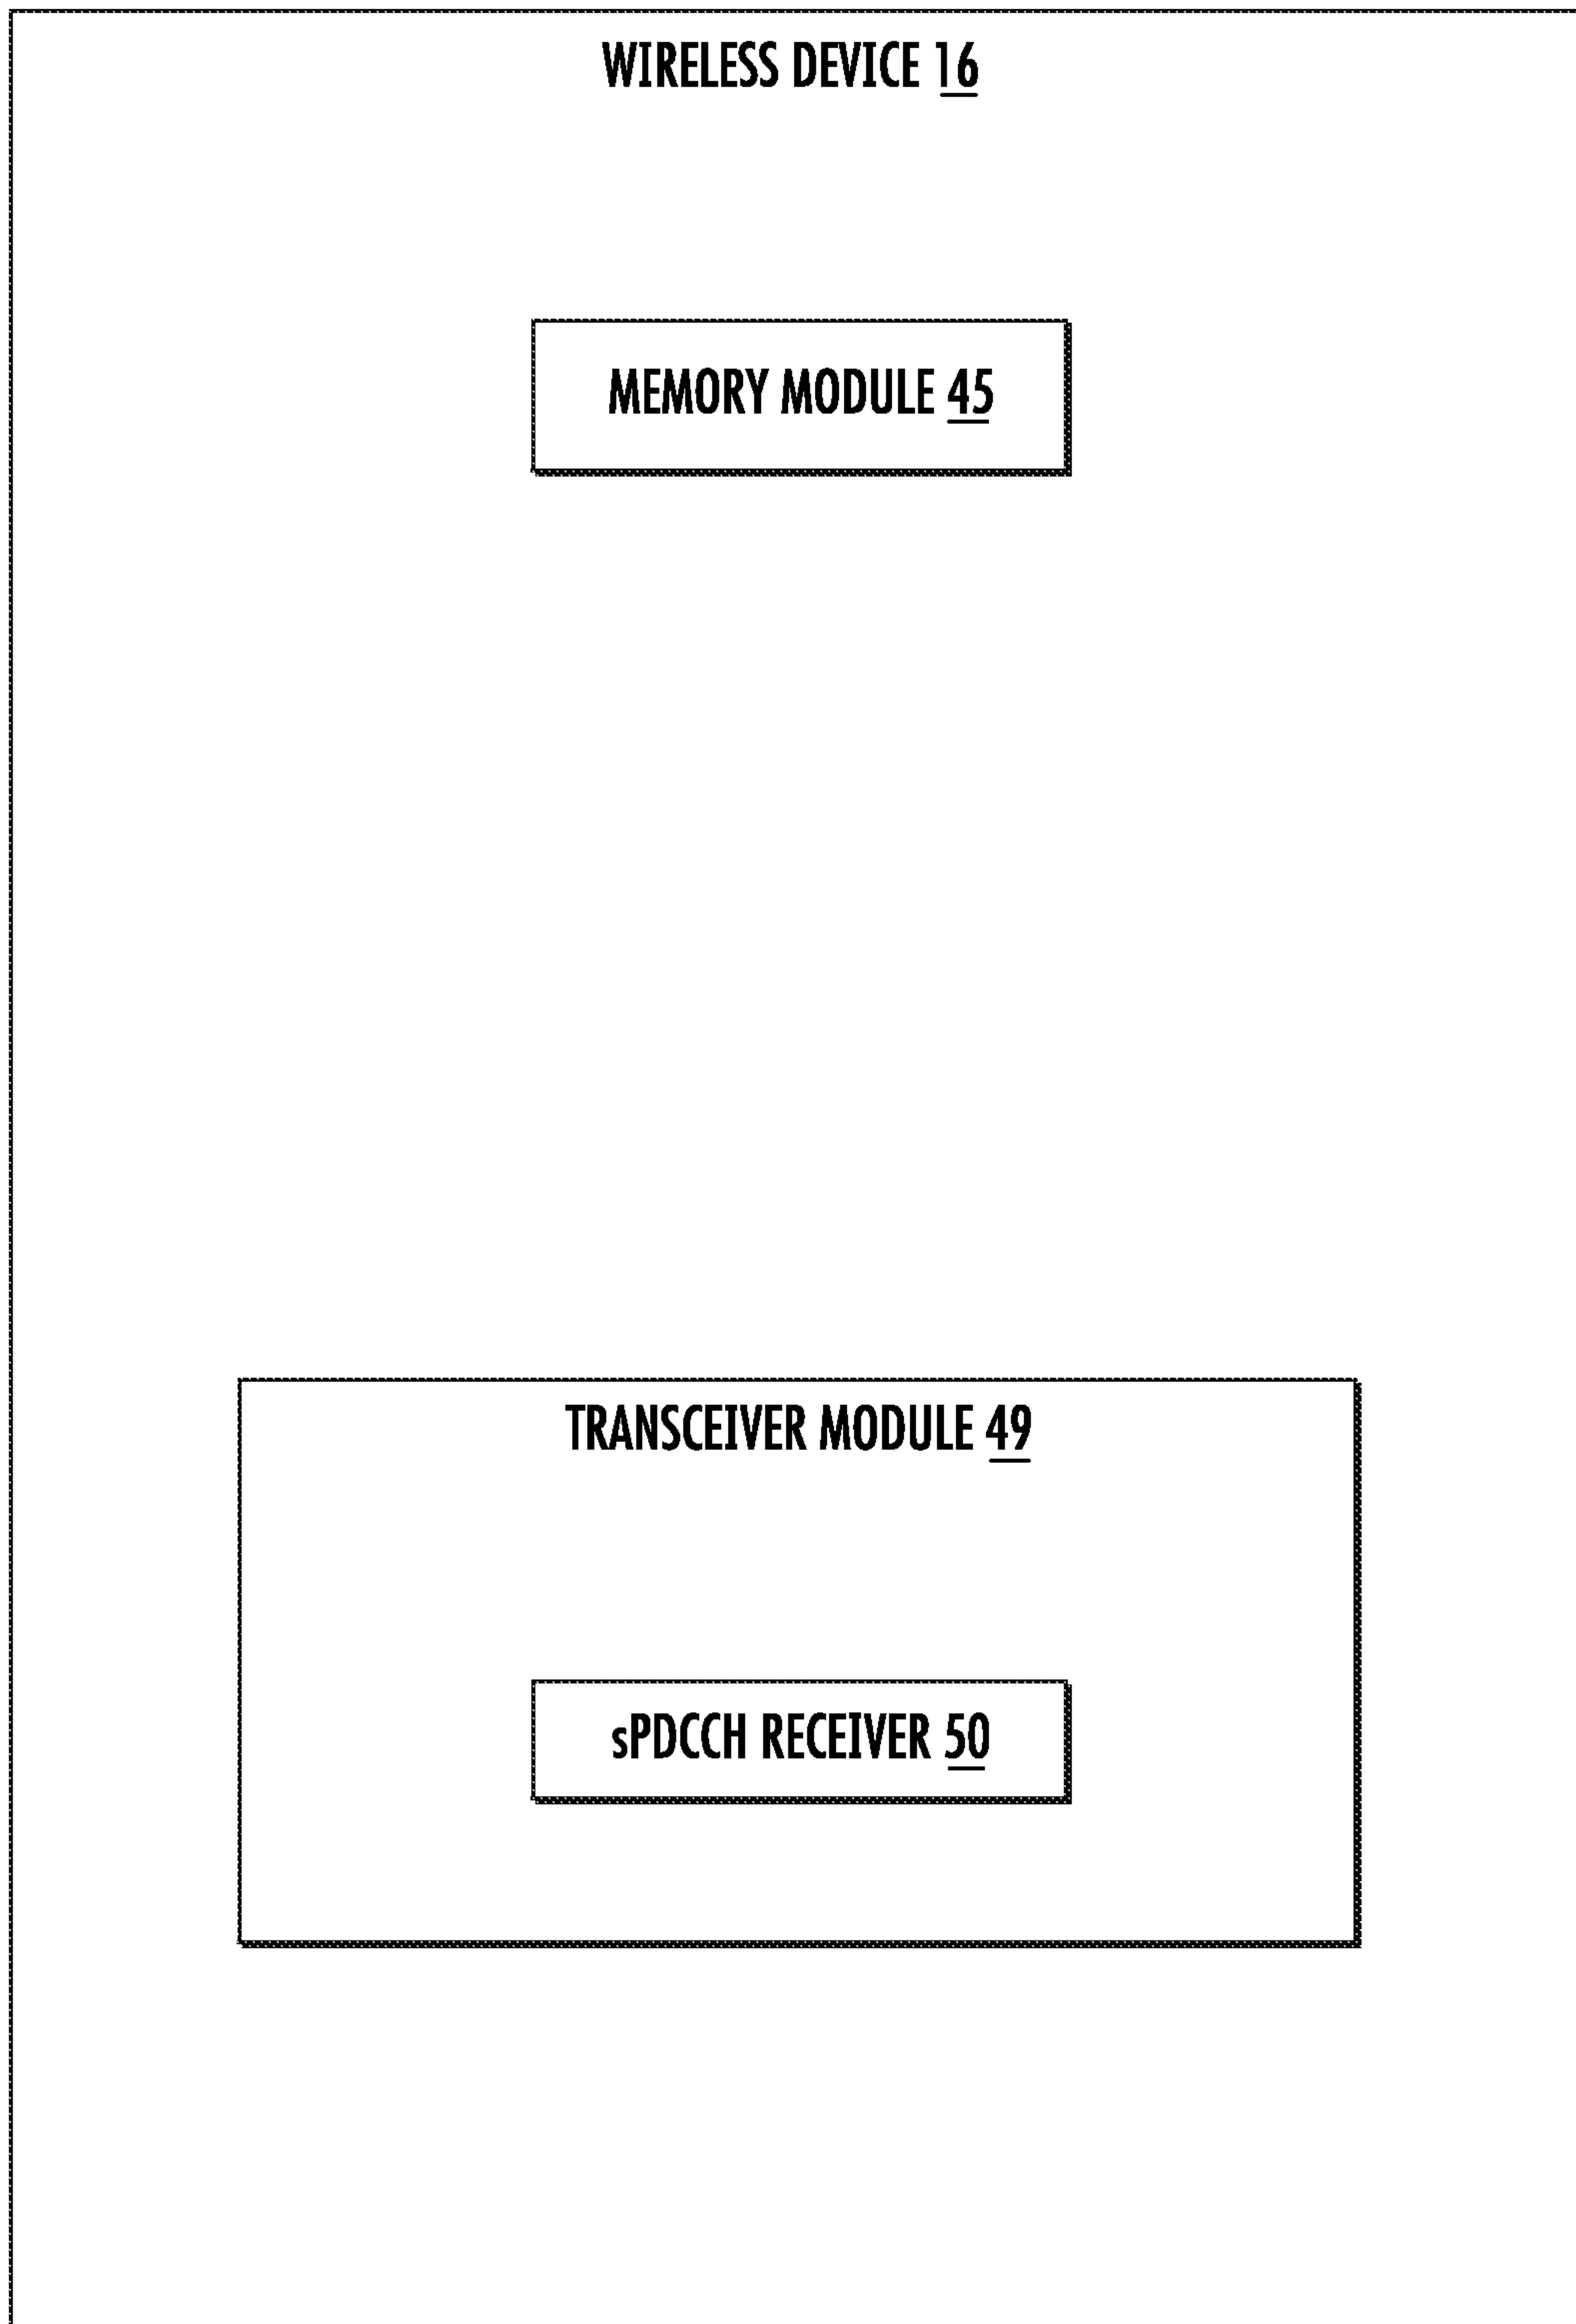 WIRELESS DEVICE 16
MEMORY MODULE 45
TRANSCEIVER MODULE 49
sPDCCH RECEIVER 50